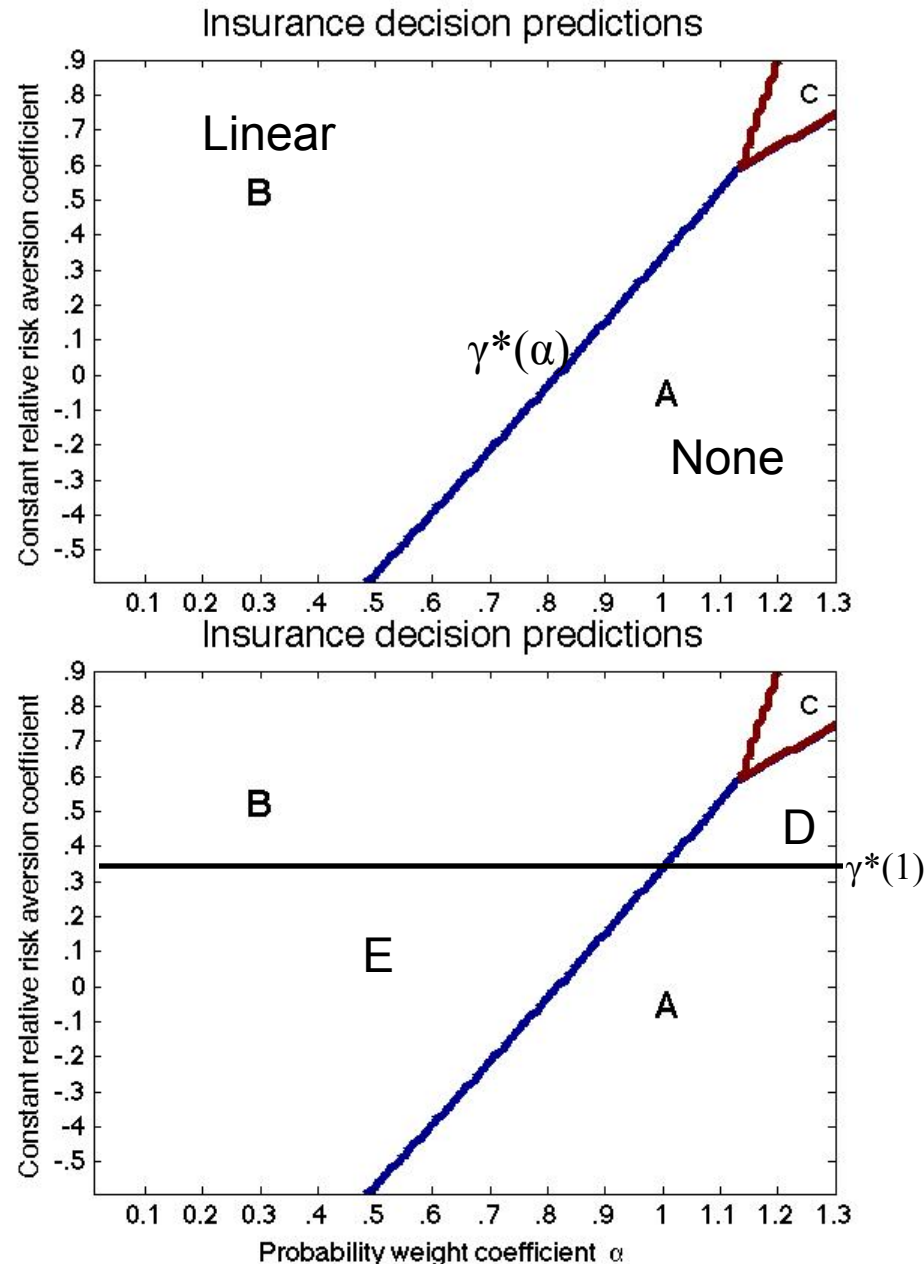 Insurance decision predictions
Constant relative risk aversion coefficient
.9
.8
.7
.6
.5
.4
.3
.2
.1
0
-.1
-.2
-.3
-4
-.5
C
Linear
B
γ*(α)
A
None
0.1 0.2 0.3 .4 .5 .6 .7 0.8 .9 1 1.1 1.2 1.3
Insurance decision predictions
Constant relative risk aversion coefficient
.9
.8
.7
.6
.5
.4
.3
.2
.1
0
-.1
-.2
-.3
-4
-.5
C
B
D
γ*(1)
E
A
0.1 0.2 0.3 .4 .5 .6 0.7 .8 .9 1 1.1 1.2 1.3
Probability weight coefficient α